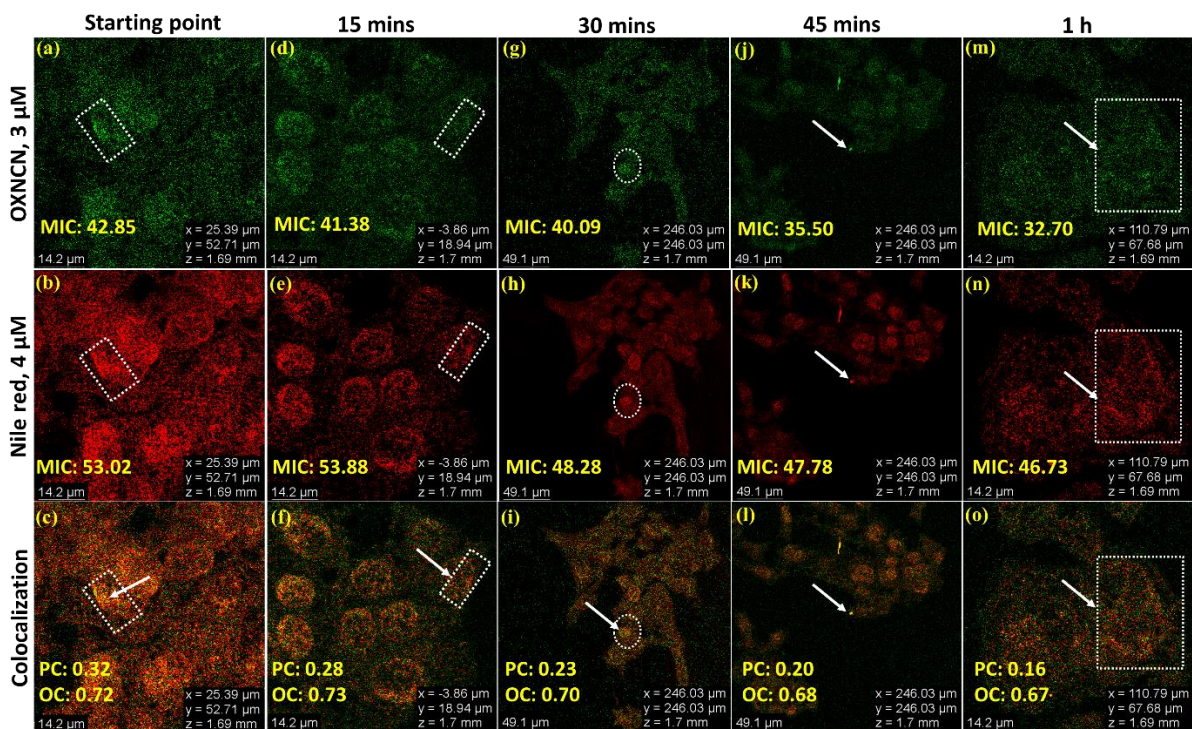 Starting point
15 mins
30 mins
45 mins
1 h
OXNCN, 3 µM
(a)
MIC: 42.85
x = 25.39 µm
y = 52.71 µm
z = 1.69 mm
14.2 µm
(d)
MIC: 41.38
x = -3.86 µm
y = 18.94 µm
z = 1.7 mm
14.2 µm
(g)
MIC: 40.09
x = 246.03 µm
y = 246.03 µm
z = 1.7 mm
49.1 µm
(j)
MIC: 35.50
x = 246.03 µm
y = 246.03 µm
z = 1.7 mm
49.1 µm
(m)
MIC: 32.70
x = 110.79 µm
y = 67.68 µm
z = 1.69 mm
14.2 µm
Nile red, 4 µM
(b)
MIC: 53.02
x = 25.39 µm
y = 52.71 µm
z = 1.69 mm
14.2 µm
(e)
MIC: 53.88
x = -3.86 µm
y = 18.94 µm
z = 1.7 mm
14.2 µm
(h)
MIC: 48.28
x = 246.03 µm
y = 246.03 µm
z = 1.7 mm
49.1 µm
(k)
MIC: 47.78
x = 246.03 µm
y = 246.03 µm
z = 1.7 mm
49.1 µm
(n)
MIC: 46.73
x = 110.79 µm
y = 67.68 µm
z = 1.69 mm
14.2 µm
Colocalization
(c)
PC: 0.32
OC: 0.72
x = 25.39 µm
y = 52.71 µm
z = 1.69 mm
14.2 µm
(f)
PC: 0.28
OC: 0.73
x = -3.86 µm
y = 18.94 µm
z = 1.7 mm
14.2 µm
(i)
PC: 0.23
OC: 0.70
x = 246.03 µm
y = 246.03 µm
z = 1.7 mm
49.1 µm
(l)
PC: 0.20
OC: 0.68
x = 246.03 µm
y = 246.03 µm
z = 1.7 mm
49.1 µm
(o)
PC: 0.16
OC: 0.67
x = 110.79 µm
y = 67.68 µm
z = 1.69 mm
14.2 µm